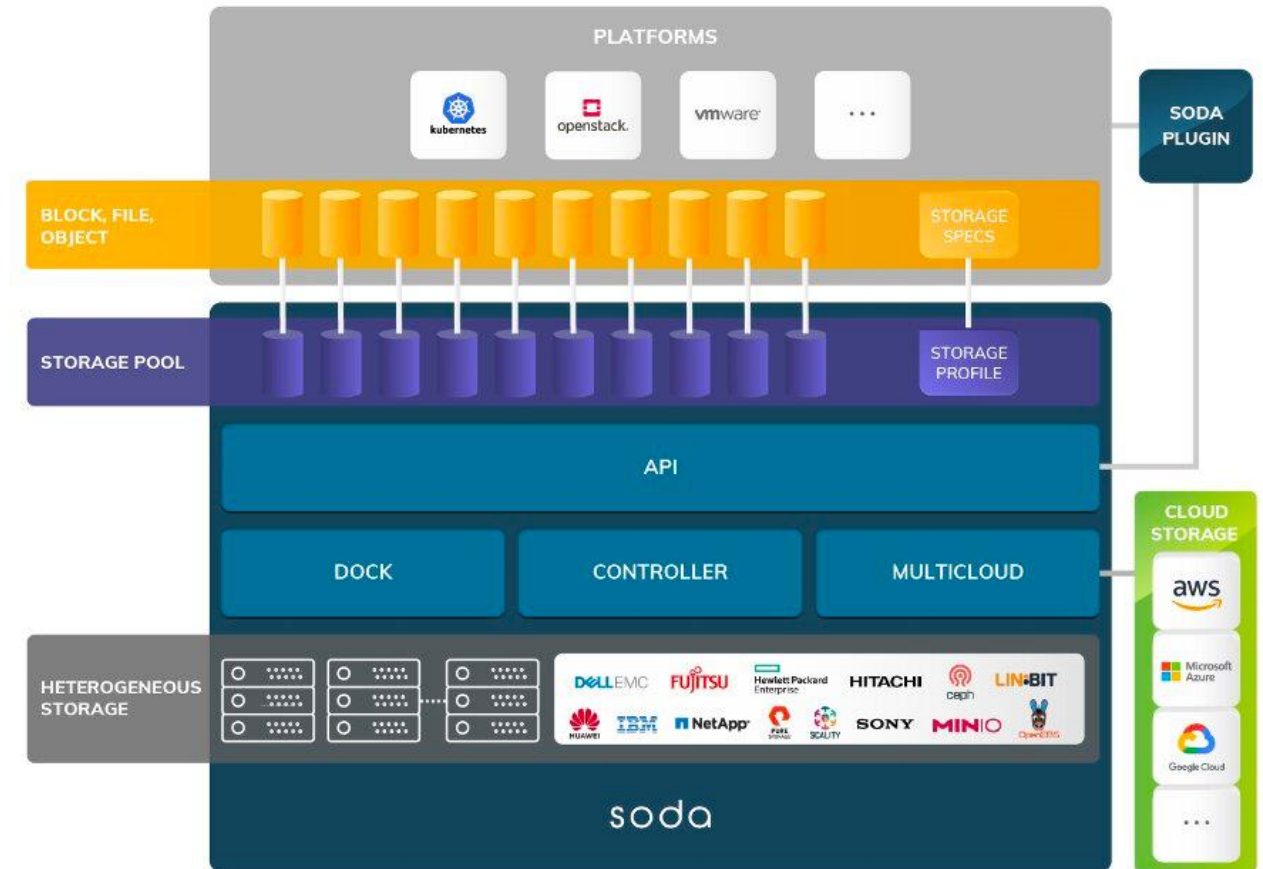 PLATFORMS
kubernetes
openstack.
vmware
...
SODA
PLUGIN
BLOCK, FILE,
OBJECT
STORAGE
SPECS
STORAGE POOL
STORAGE
PROFILE
API
DOCK
CONTROLLER
MULTICLOUD
CLOUD
STORAGE
aws
Microsoft
Azure
Google Cloud
...
HETEROGENEOUS
STORAGE
DELLEMC
FUJITSU
Hewlett Packard
Enterprise
HITACHI
ceph
LINBIT
HUAWEI
IBM
NetApp
PURE
STORAGE
SCALITY
SONY
MINIO
OpenEBS
soda